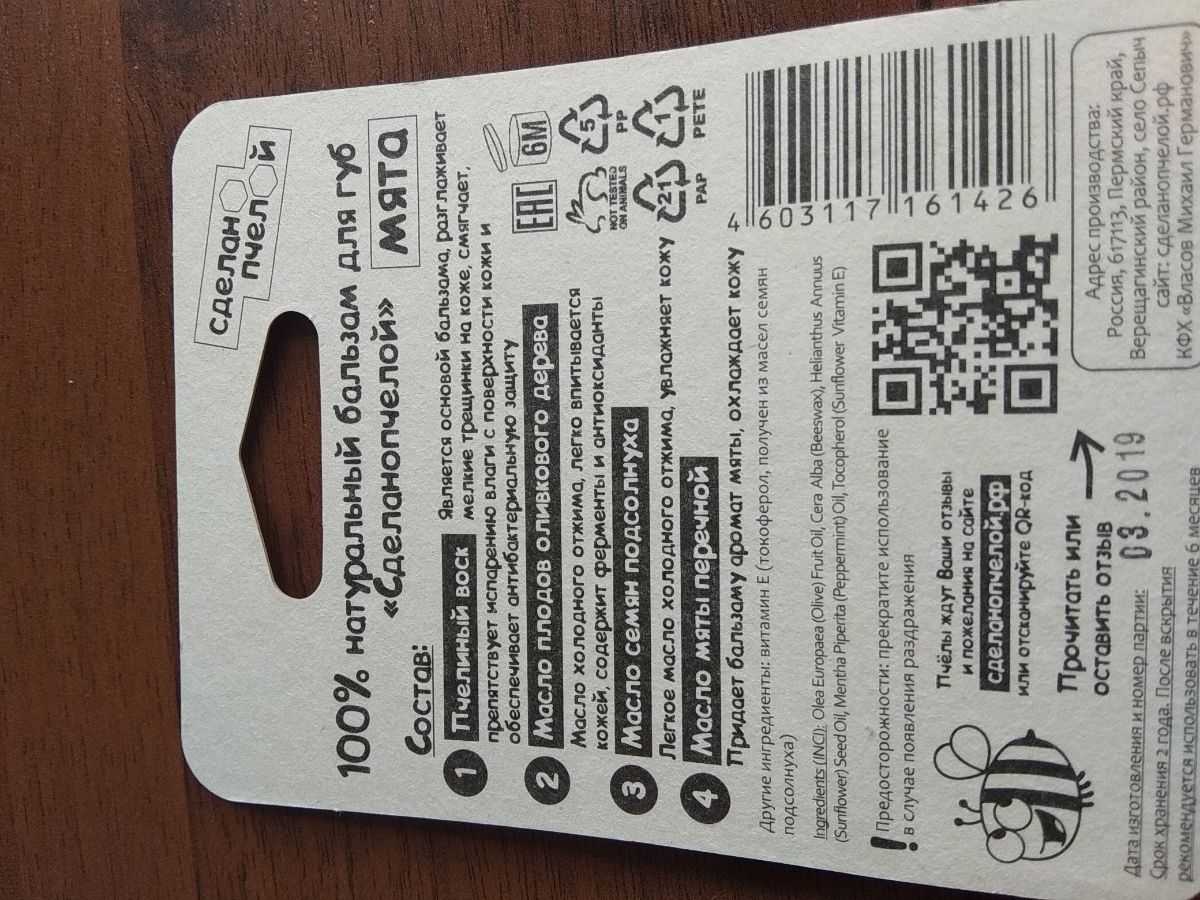 сделан
пчелой
100% натуральный бальзам для губ
«Сделанопчелой» мята
Состав:
1 Пчелиный воск Является основой бальзама, разглаживает
мелкие трещинки на коже, смягчает,
препятствует испарению влаги с поверхности кожи и
обеспечивает антибактериальную защиту
2 Масло плодов оливкового дерева
Масло холодного отжима, легко впитывается
кожей, содержит ферменты и антиоксиданты
3 Масло семян подсолнуха
Легкое масло холодного отжима, увлажняет кожу
4 Масло мяты перечной
Придает бальзаму аромат мяты, охлаждает кожу
EAC
6M
NOT TESTED
ON ANIMALS
5
PP
21
PAP
1
PETE
Другие ингредиенты: витамин Е (токоферол, получен из масел семян
подсолнуха)
Ingredients (INCI): Olea Europaea (Olive) Fruit Oil, Cera Alba (Beeswax), Helianthus Annuus
(Sunflower) Seed Oil, Mentha Piperita (Peppermint) Oil, Tocopherol (Sunflower Vitamin E)
! Предосторожности: прекратите использование
в случае появления раздражения
4 603117 161426
Пчёлы ждут Ваши отзывы
и пожелания на сайте
сделанопчелой.рф
или отсканируйте QR-код
Прочитать или
оставить отзыв
Адрес производства:
Россия, 617113, Пермский край,
Верещагинский район, село Сепыч
сайт: сделанопчелой.рф
КФХ «Власов Михаил Германович»
Дата изготовления и номер партии: 03.2019
Срок хранения 2 года. После вскрытия
рекомендуется использовать в течение 6 месяцев